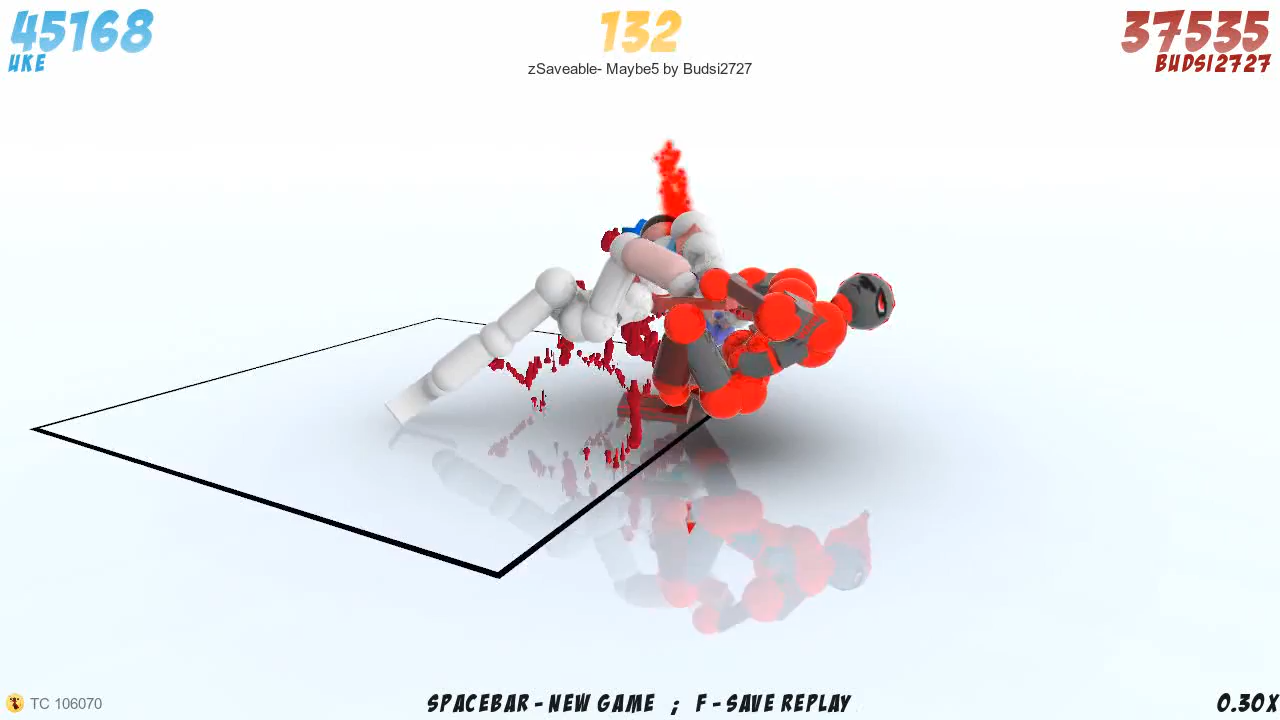 45168
UKE
132
zSaveable- Maybe5 by Budsi2727
37535
BUDSI2727
TC 106070
SPACEBAR - NEW GAME ; F - SAVE REPLAY
0.30X